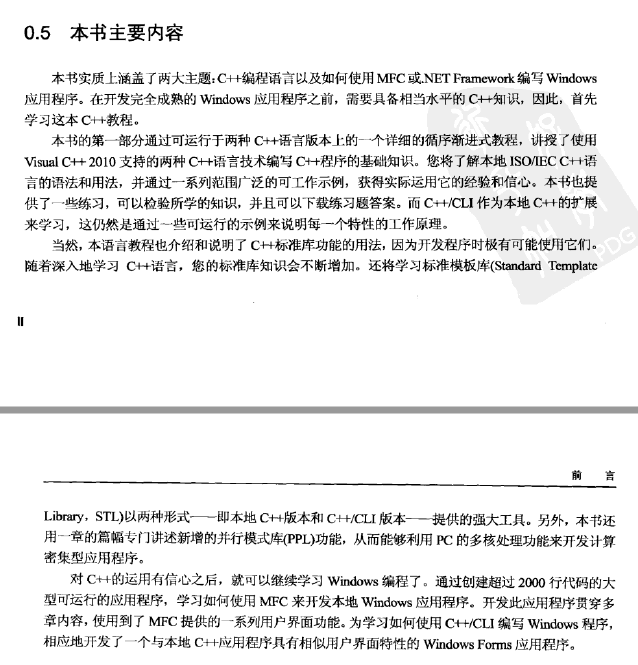 0.5 本书主要内容
本书实质上涵盖了两大主题：C++编程语言以及如何使用MFC或.NET Framework编写Windows
应用程序。在开发完全成熟的 Windows 应用程序之前，需要具备相当水平的 C++知识，因此，首先
学习这本 C++教程。
本书的第一部分通过可运行于两种 C++语言版本上的一个详细的循序渐进式教程，讲授了使用
Visual C++ 2010 支持的两种 C++语言技术编写 C++程序的基础知识。您将了解本地 ISO/IEC C++语
言的语法和用法，并通过一系列范围广泛的可工作示例，获得实际运用它的经验和信心。本书也提
供了一些练习，可以检验所学的知识，并且可以下载练习题答案。而 C++/CLI 作为本地 C++的扩展
来学习，这仍然是通过一些可运行的示例来说明每一个特性的工作原理。
当然，本语言教程也介绍和说明了 C++标准库功能的用法，因为开发程序时极有可能使用它们。
随着深入地学习 C++语言，您的标准库知识会不断增加。还将学习标准模板库(Standard Template
II
前 言
Library，STL)以两种形式——即本地 C++版本和 C++/CLI 版本——提供的强大工具。另外，本书还
用一章的篇幅专门讲述新增的并行模式库(PPL)功能，从而能够利用 PC 的多核处理功能来开发计算
密集型应用程序。
对 C++的运用有信心之后，就可以继续学习 Windows 编程了。通过创建超过 2000 行代码的大
型可运行的应用程序，学习如何使用 MFC 来开发本地 Windows 应用程序。开发此应用程序贯穿多
章内容，使用到了 MFC 提供的一系列用户界面功能。为学习如何使用 C++/CLI 编写 Windows 程序，
相应地开发了一个与本地 C++应用程序具有相似用户界面特性的 Windows Forms 应用程序。
PDG